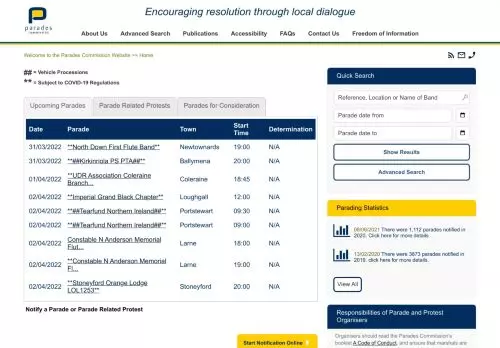 parades
commission
Encouraging resolution through local dialogue
About Us Advanced Search Publications Accessibility FAQs Contact Us Freedom of Information
Welcome to the Parades Commission Website >> Home
## = Vehicle Processions
** = Subject to COVID-19 Regulations
Upcoming Parades Parade Related Protests Parades for Consideration
Date Parade Town Start Time Determination
31/03/2022 **North Down First Flute Band** Newtownards 19:00 N/A
31/03/2022 **##Kirkinriola PS PTA##** Ballymena 20:00 N/A
01/04/2022 **UDR Association Coleraine Branch... Coleraine 18:45 N/A
02/04/2022 **Imperial Grand Black Chapter** Loughgall 12:00 N/A
02/04/2022 **##Tearfund Northern Ireland##** Portstewart 09:30 N/A
02/04/2022 **##Tearfund Northern Ireland##** Portstewart 09:00 N/A
02/04/2022 Constable N Anderson Memorial Flut... Larne 18:00 N/A
02/04/2022 **Constable N Anderson Memorial Fl... Larne 19:00 N/A
02/04/2022 **Stoneyford Orange Lodge LOL1253** Stoneyford 20:00 N/A
Notify a Parade or Parade Related Protest
Start Notification Online
Quick Search
Reference, Location or Name of Band
Parade date from
Parade date to
Show Results
Advanced Search
Parading Statistics
08/06/2021 There were 1,112 parades notified in
2020. Click here for more details.
13/02/2020 There were 3873 parades notified in
2019. click here for more details.
View All
Responsibilities of Parade and Protest
Organisers
Organisers should read the Parades Commission's
booklet A Code of Conduct, and ensure that marshals are